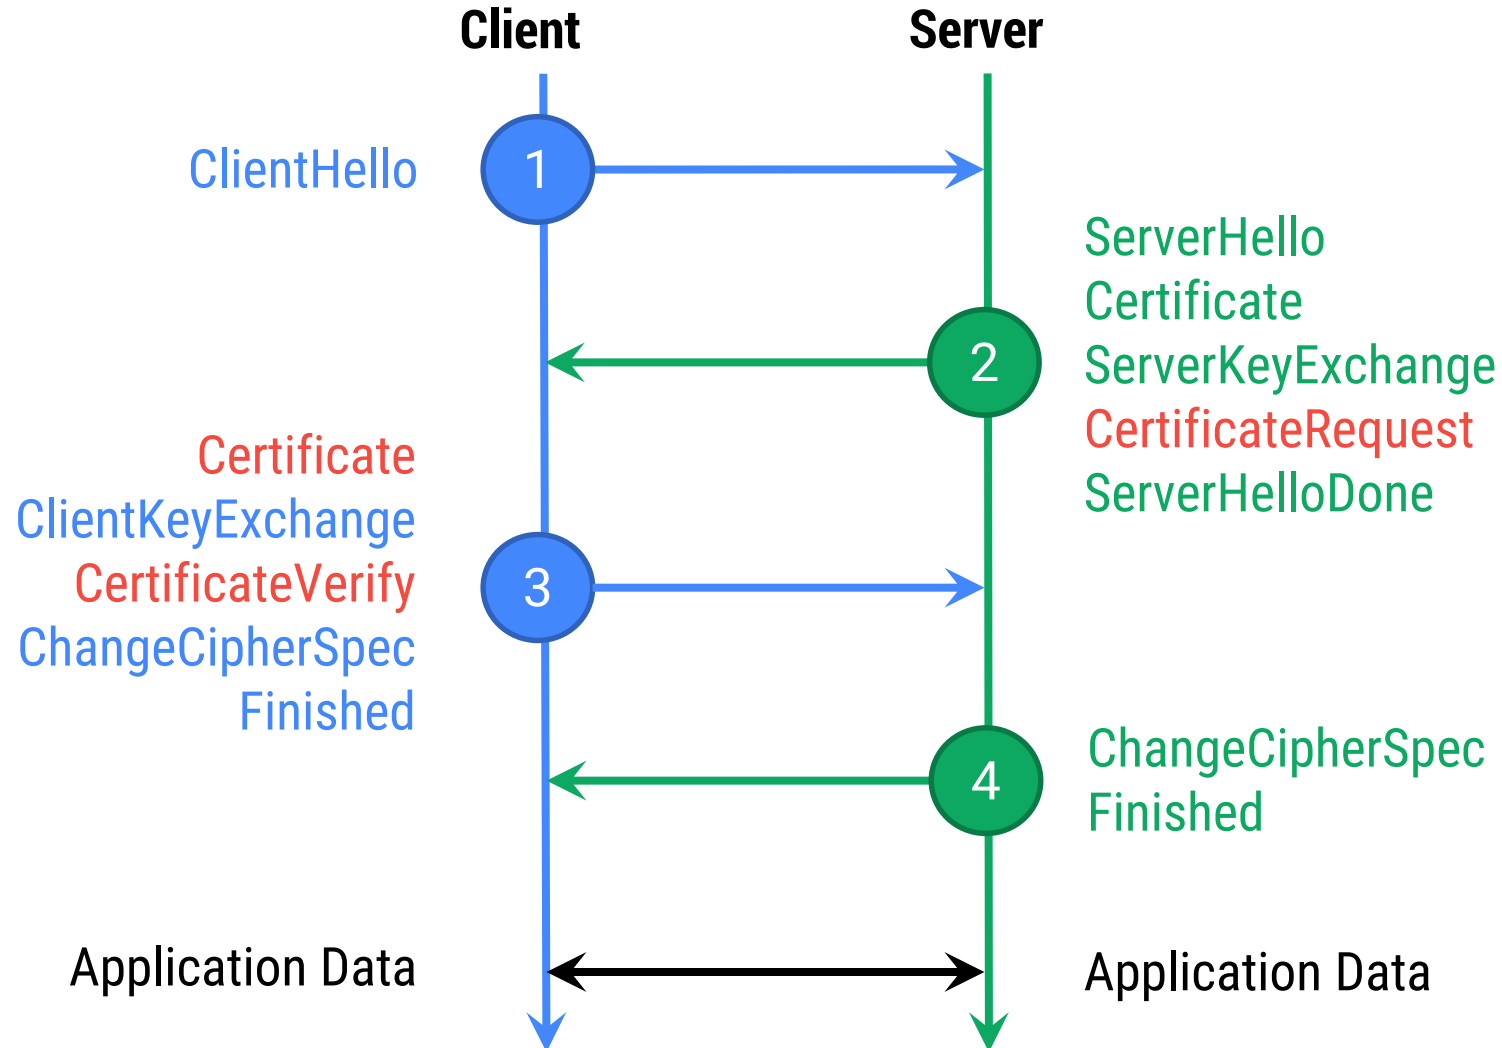 Client
Server
ClientHello
1
ServerHello
Certificate
ServerKeyExchange
CertificateRequest
ServerHelloDone
2
Certificate
ClientKeyExchange
CertificateVerify
ChangeCipherSpec
Finished
3
4
ChangeCipherSpec
Finished
Application Data
Application Data